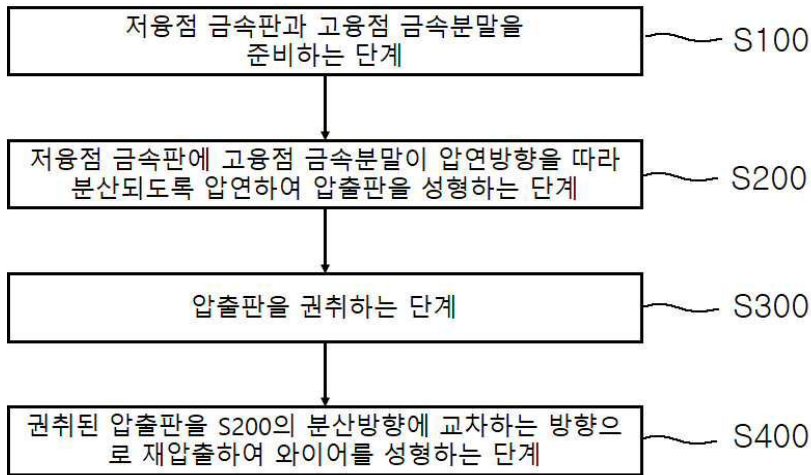 저융점 금속판과 고융점 금속분말을
준비하는 단계
S100
저융점 금속판에 고융점 금속분말이 압연방향을 따라
분산되도록 압연하여 압출판을 성형하는 단계
S200
압출판을 권취하는 단계
S300
권취된 압출판을 S200의 분산방향에 교차하는 방향으
로 재압출하여 와이어를 성형하는 단계
S400